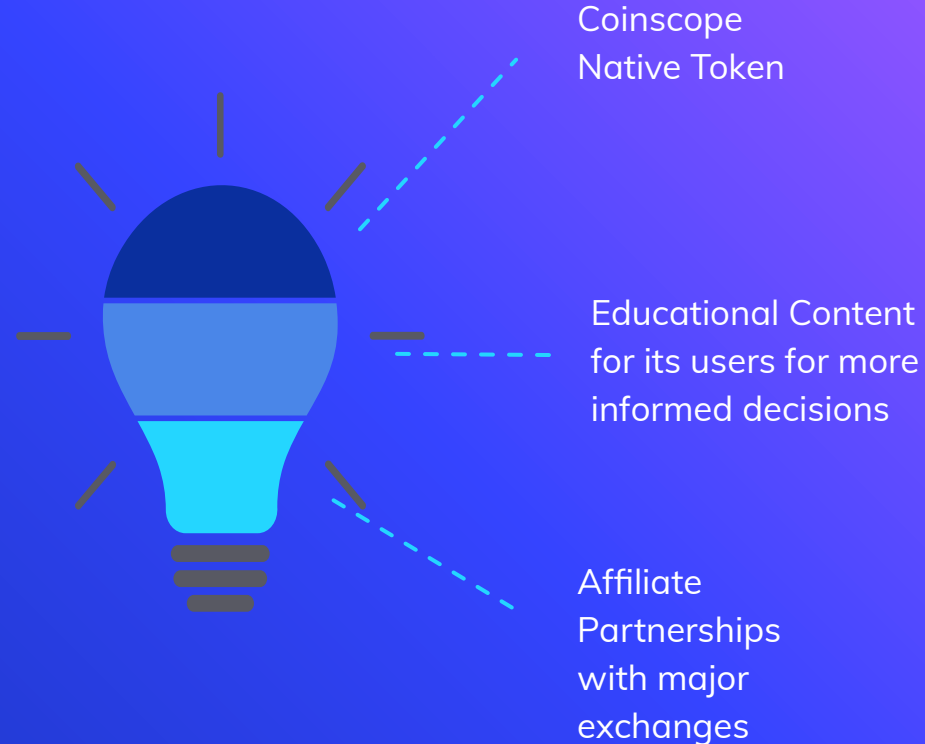 Coinscope
Native Token
Educational Content
for its users for more
informed decisions
Affiliate
Partnerships
with major
exchanges